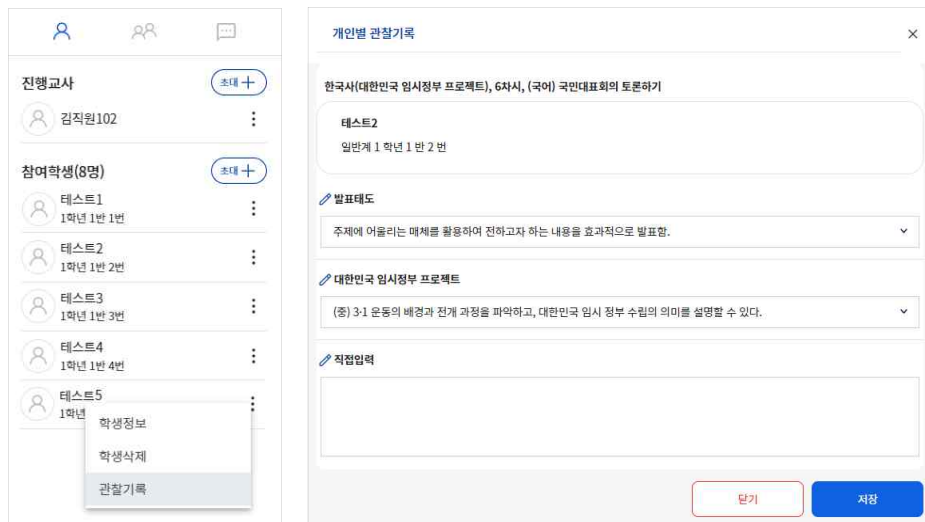 진행교사
초대 +
김직원102
참여학생(8명)
초대 +
테스트1
1학년 1반 1번
테스트2
1학년 1반 2번
테스트3
1학년 1반 3번
테스트4
1학년 1반 4번
테스트5
1학년
학생정보
학생삭제
관찰기록
개인별 관찰기록
한국사(대한민국 임시정부 프로젝트), 6차시, (국어) 국민대표회의 토론하기
테스트2
일반계 1 학년 1 반 2 번
발표태도
주제에 어울리는 매체를 활용하여 전하고자 하는 내용을 효과적으로 발표함.
대한민국 임시정부 프로젝트
(중) 3·1 운동의 배경과 전개 과정을 파악하고, 대한민국 임시 정부 수립의 의미를 설명할 수 있다.
직접입력
닫기
저장